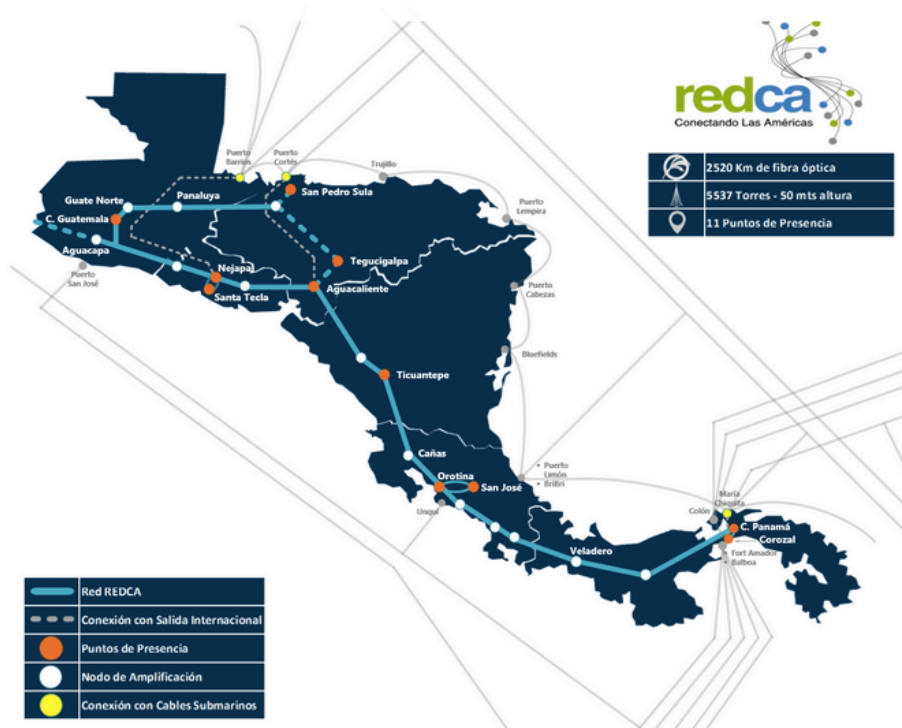 redca
Conectando Las Américas
2520 Km de fibra óptica
5537 Torres - 50 mts altura
11 Puntos de Presencia
Puerto
Barrios
Puerto
Cortés
Trujillo
San Pedro Sula
Guate Norte
Panaluya
C. Guatemala
Puerto
Lempira
Aguacapa
Tegucigalpa
Puerto
San José
Nejapa
Santa Tecla
Aguacaliente
Puerto
Cabezas
Bluefields
Ticuantepe
Cañas
Orotina
San José
• Puerto
Limón
• BriBri
Unqui
María
Chiquita
Colón
C. Panamá
Corozal
Veladero
• Fort Amador
• Balboa
Red REDCA
Conexión con Salida Internacional
Puntos de Presencia
Nodo de Amplificación
Conexión con Cables Submarinos